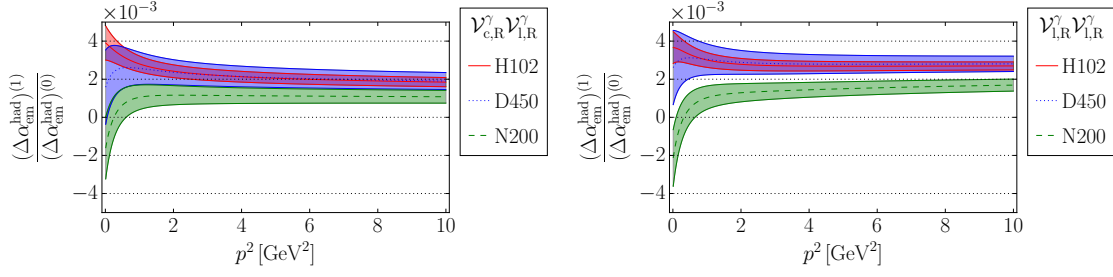 ×10⁻³
4
2
0
−2
−4
0 2 4 6 8 10
p² [GeV²]
(Δα_em^had)^(1)
(Δα_em^had)^(0)
𝒱^γ_c,R 𝒱^γ_l,R
H102
D450
N200
×10⁻³
4
2
0
−2
−4
0 2 4 6 8 10
p² [GeV²]
(Δα_em^had)^(1)
(Δα_em^had)^(0)
𝒱^γ_l,R 𝒱^γ_l,R
H102
D450
N200